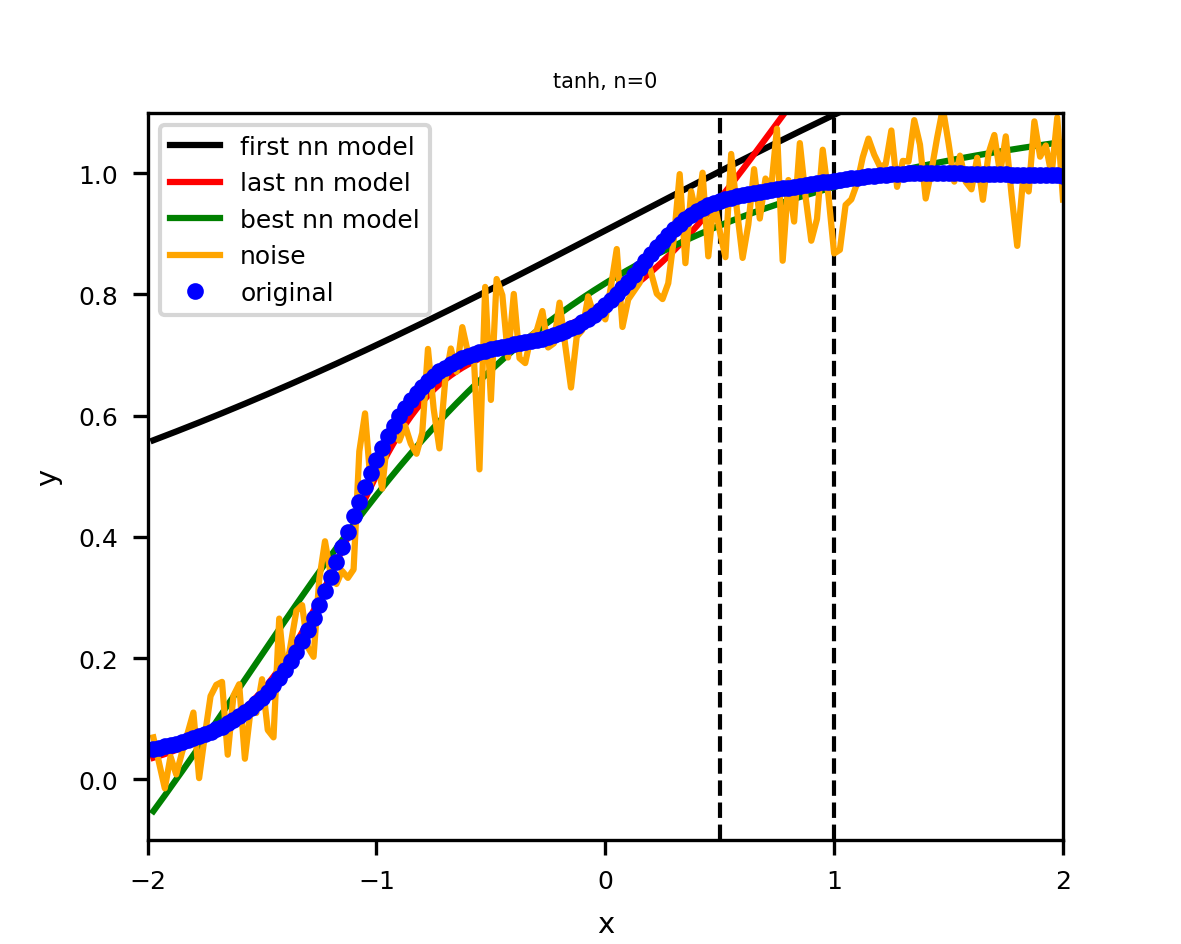 tanh, n=0
first nn model
last nn model
best nn model
noise
original
1.0
0.8
0.6
0.4
0.2
0.0
y
−2
−1
0
1
2
x